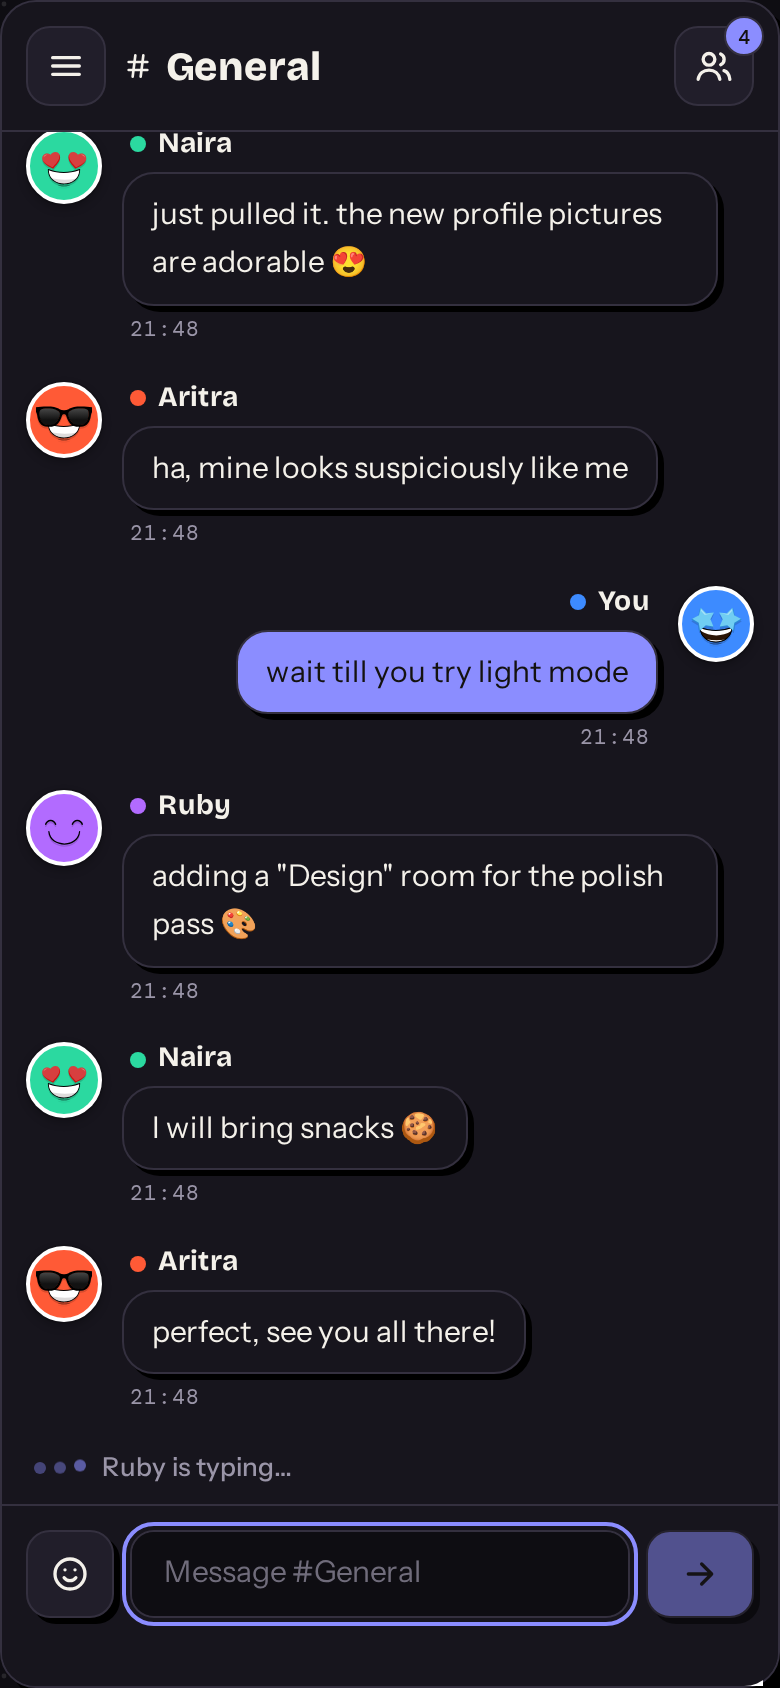 # General
4
Naira
just pulled it. the new profile pictures
are adorable 😍
21:48
Aritra
ha, mine looks suspiciously like me
21:48
You
wait till you try light mode
21:48
Ruby
adding a "Design" room for the polish
pass 🎨
21:48
Naira
I will bring snacks 🍪
21:48
Aritra
perfect, see you all there!
21:48
Ruby is typing...
Message #General